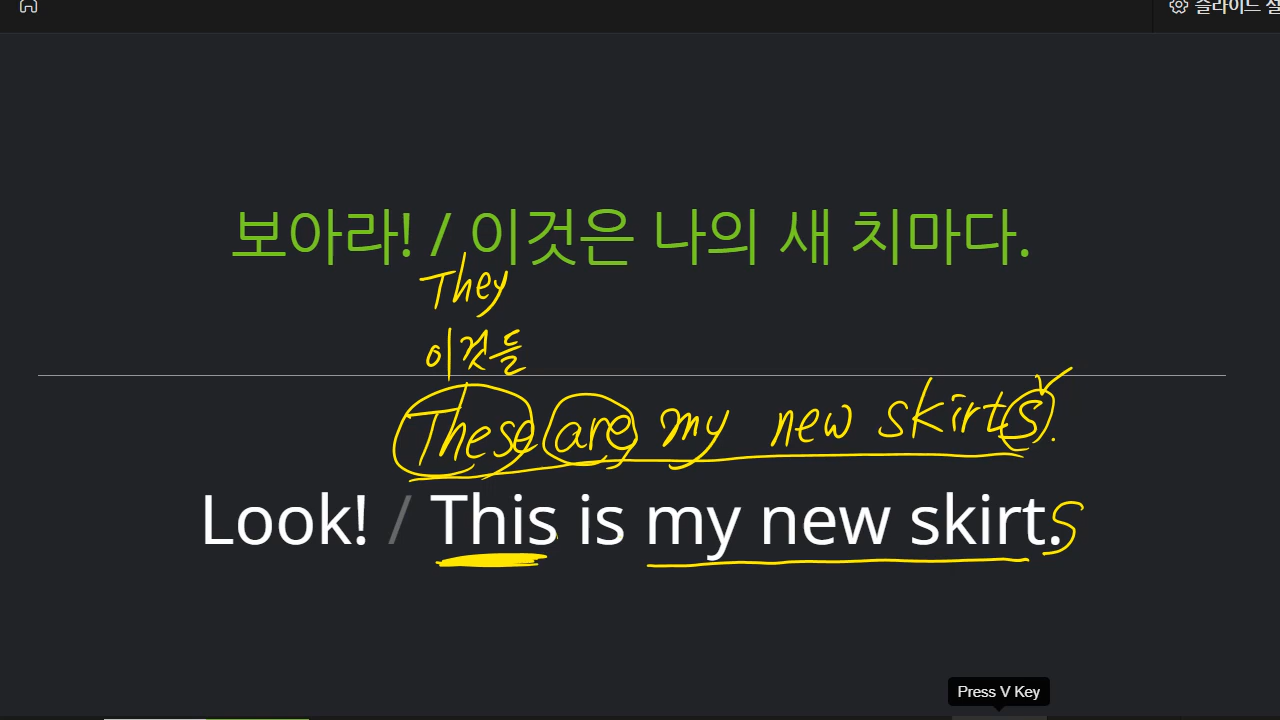 슬라이드 설
보아라! / 이것은 나의 새 치마다.
They
이것들
These are my new skirts.
Look! / This is my new skirt.s
Press V Key